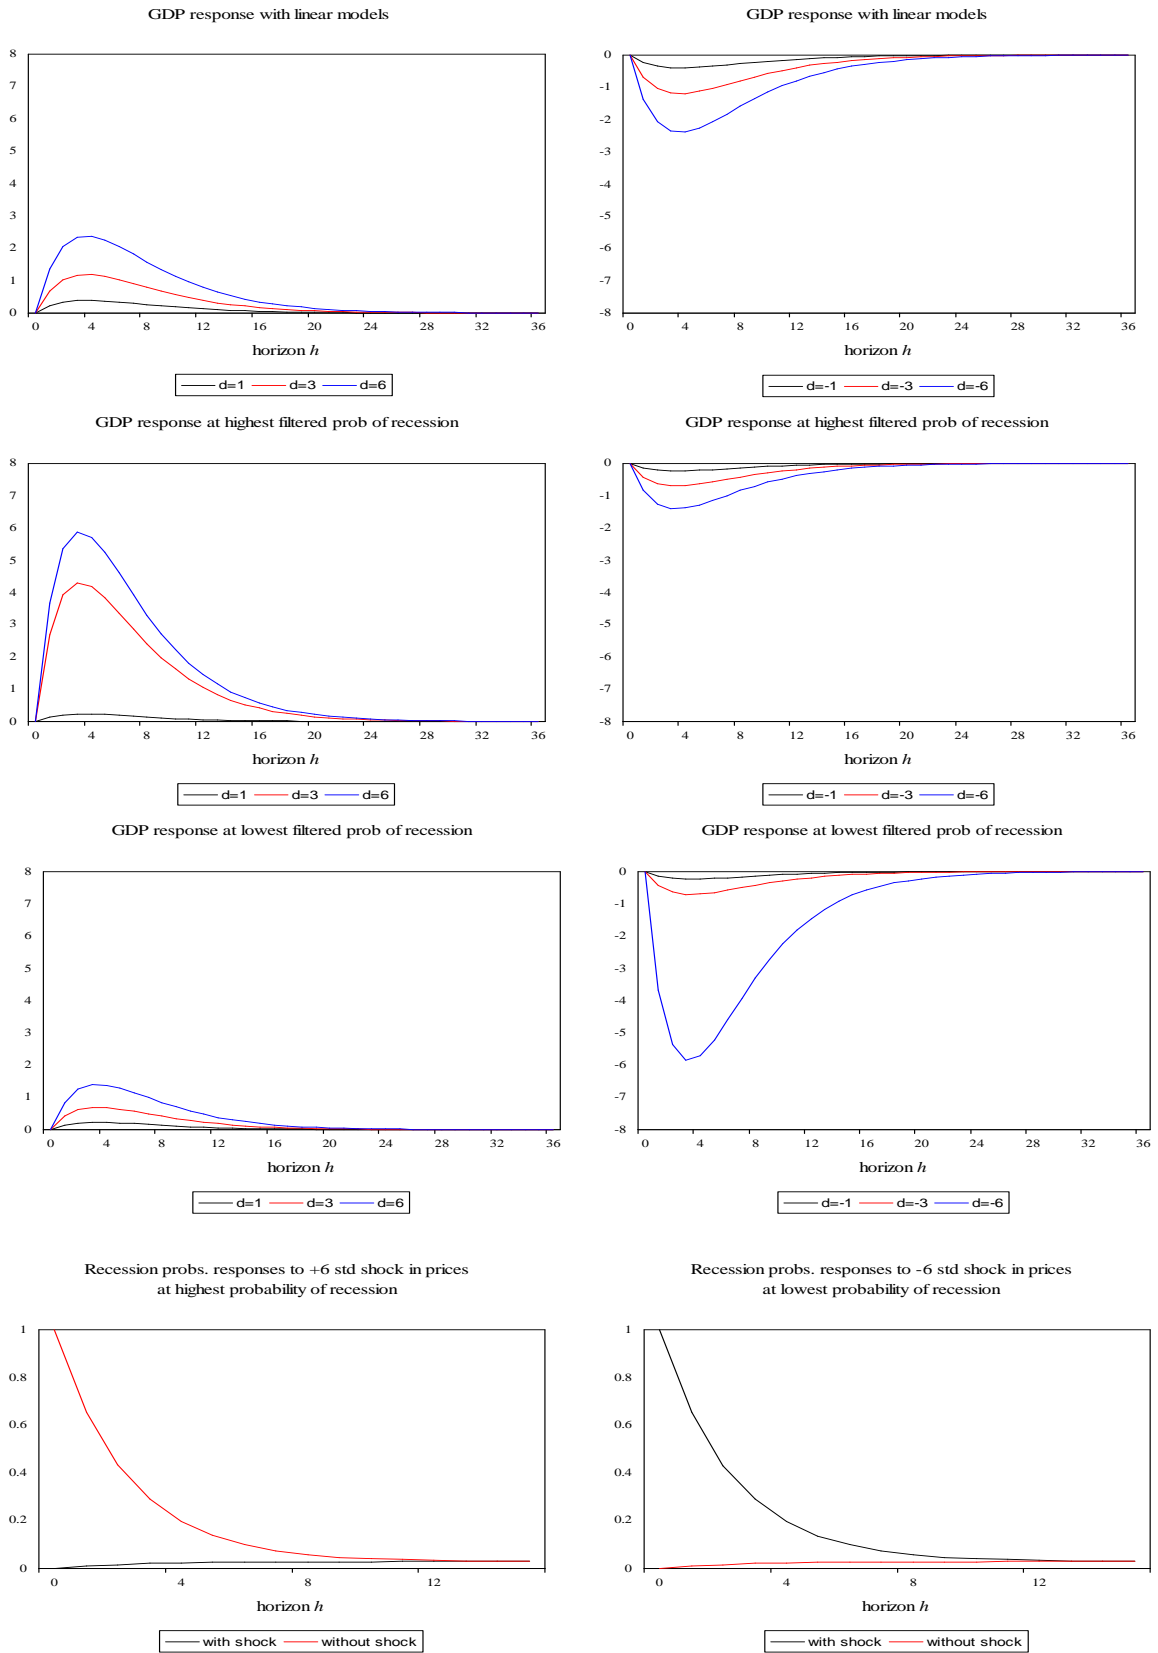 GDP response with linear models
8
7
6
5
4
3
2
1
0
0 4 8 12 16 20 24 28 32 36
horizon h
d=1 d=3 d=6
GDP response with linear models
0
-1
-2
-3
-4
-5
-6
-7
-8
0 4 8 12 16 20 24 28 32 36
horizon h
d=-1 d=-3 d=-6
GDP response at highest filtered prob of recession
8
7
6
5
4
3
2
1
0
0 4 8 12 16 20 24 28 32 36
horizon h
d=1 d=3 d=6
GDP response at highest filtered prob of recession
0
-1
-2
-3
-4
-5
-6
-7
-8
0 4 8 12 16 20 24 28 32 36
horizon h
d=-1 d=-3 d=-6
GDP response at lowest filtered prob of recession
8
7
6
5
4
3
2
1
0
0 4 8 12 16 20 24 28 32 36
horizon h
d=1 d=3 d=6
GDP response at lowest filtered prob of recession
0
-1
-2
-3
-4
-5
-6
-7
-8
0 4 8 12 16 20 24 28 32 36
horizon h
d=-1 d=-3 d=-6
Recession probs. responses to +6 std shock in prices
at highest probability of recession
1
0.8
0.6
0.4
0.2
0
0 4 8 12
horizon h
with shock without shock
Recession probs. responses to -6 std shock in prices
at lowest probability of recession
1
0.8
0.6
0.4
0.2
0
0 4 8 12
horizon h
with shock without shock